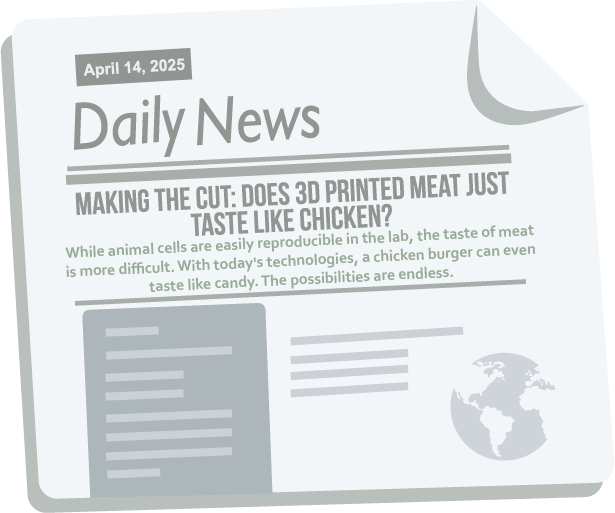 April 14, 2025
Daily News
MAKING THE CUT: DOES 3D PRINTED MEAT JUST
TASTE LIKE CHICKEN?
While animal cells are easily reproducible in the lab, the taste of meat
is more difficult. With today's technologies, a chicken burger can even
taste like candy. The possibilities are endless.